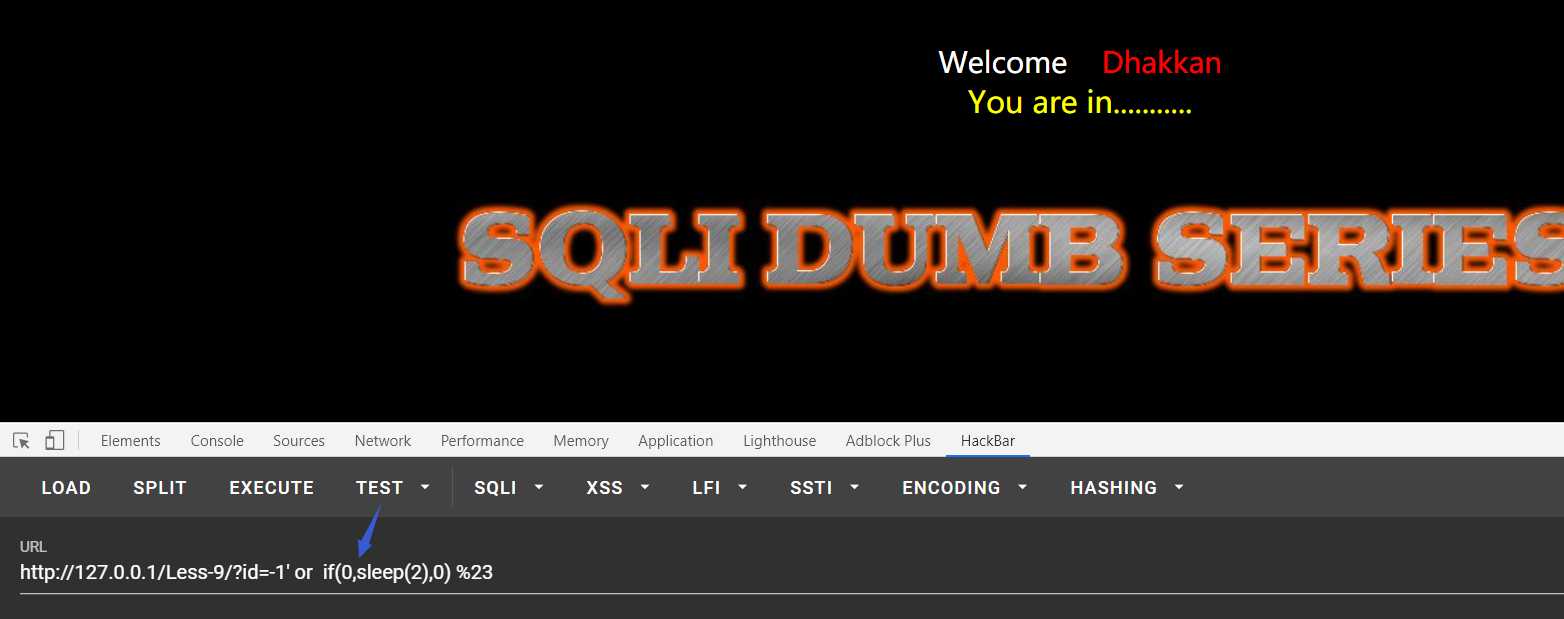 Welcome    Dhakkan
You are in...........
SQLI DUMB SERIES
Elements Console Sources Network Performance Memory Application Lighthouse Adblock Plus HackBar
LOAD SPLIT EXECUTE TEST SQLI XSS LFI SSTI ENCODING HASHING
URL
http://127.0.0.1/Less-9/?id=-1' or  if(0,sleep(2),0) %23